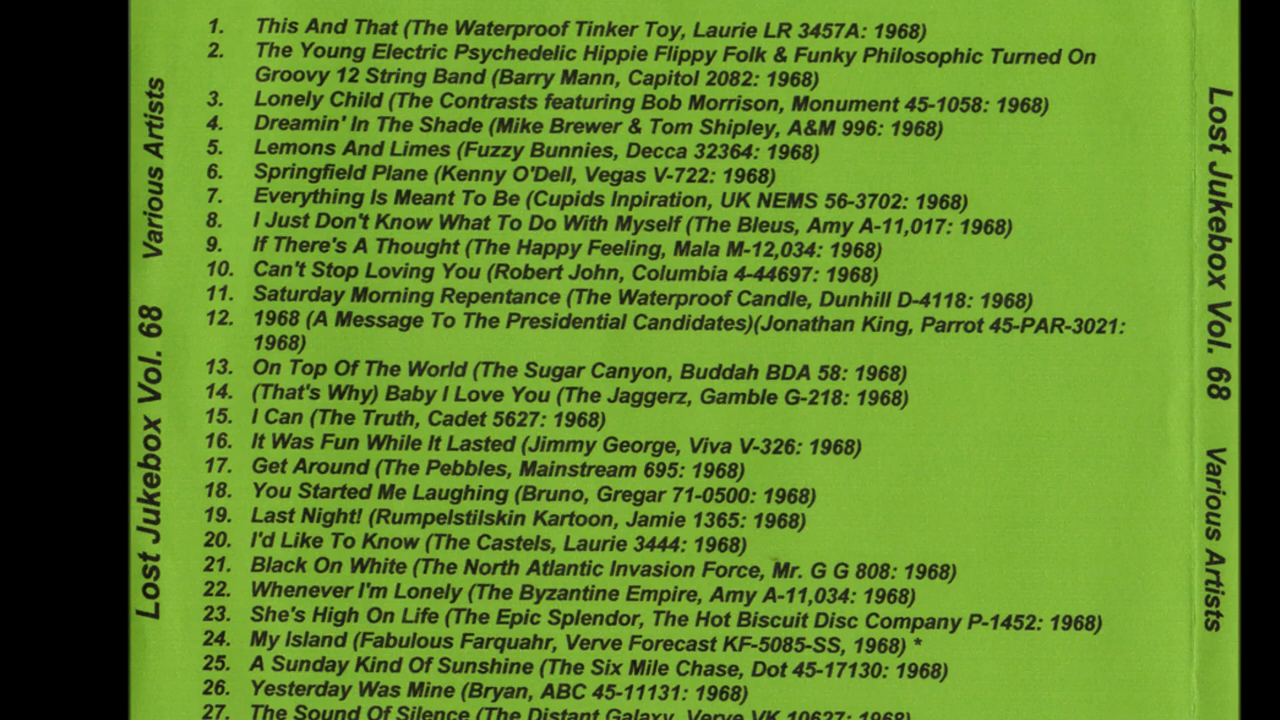 Lost Jukebox Vol. 68 Various Artists
1. This And That (The Waterproof Tinker Toy, Laurie LR 3457A: 1968)
2. The Young Electric Psychedelic Hippie Flippy Folk & Funky Philosophic Turned On
Groovy 12 String Band (Barry Mann, Capitol 2082: 1968)
3. Lonely Child (The Contrasts featuring Bob Morrison, Monument 45-1058: 1968)
4. Dreamin' In The Shade (Mike Brewer & Tom Shipley, A&M 996: 1968)
5. Lemons And Limes (Fuzzy Bunnies, Decca 32364: 1968)
6. Springfield Plane (Kenny O'Dell, Vegas V-722: 1968)
7. Everything Is Meant To Be (Cupids Inpiration, UK NEMS 56-3702: 1968)
8. I Just Don't Know What To Do With Myself (The Bleus, Amy A-11,017: 1968)
9. If There's A Thought (The Happy Feeling, Mala M-12,034: 1968)
10. Can't Stop Loving You (Robert John, Columbia 4-44697: 1968)
11. Saturday Morning Repentance (The Waterproof Candle, Dunhill D-4118: 1968)
12. 1968 (A Message To The Presidential Candidates)(Jonathan King, Parrot 45-PAR-3021:
1968)
13. On Top Of The World (The Sugar Canyon, Buddah BDA 58: 1968)
14. (That's Why) Baby I Love You (The Jaggerz, Gamble G-218: 1968)
15. I Can (The Truth, Cadet 5627: 1968)
16. It Was Fun While It Lasted (Jimmy George, Viva V-326: 1968)
17. Get Around (The Pebbles, Mainstream 695: 1968)
18. You Started Me Laughing (Bruno, Gregar 71-0500: 1968)
19. Last Night! (Rumpelstilskin Kartoon, Jamie 1365: 1968)
20. I'd Like To Know (The Castels, Laurie 3444: 1968)
21. Black On White (The North Atlantic Invasion Force, Mr. G G 808: 1968)
22. Whenever I'm Lonely (The Byzantine Empire, Amy A-11,034: 1968)
23. She's High On Life (The Epic Splendor, The Hot Biscuit Disc Company P-1452: 1968)
24. My Island (Fabulous Farquahr, Verve Forecast KF-5085-SS, 1968) *
25. A Sunday Kind Of Sunshine (The Six Mile Chase, Dot 45-17130: 1968)
26. Yesterday Was Mine (Bryan, ABC 45-11131: 1968)
27. The Sound Of Silence (The Distant Galaxy, Verve VK 10627: 1968)
Lost Jukebox Vol. 68 Various Artists